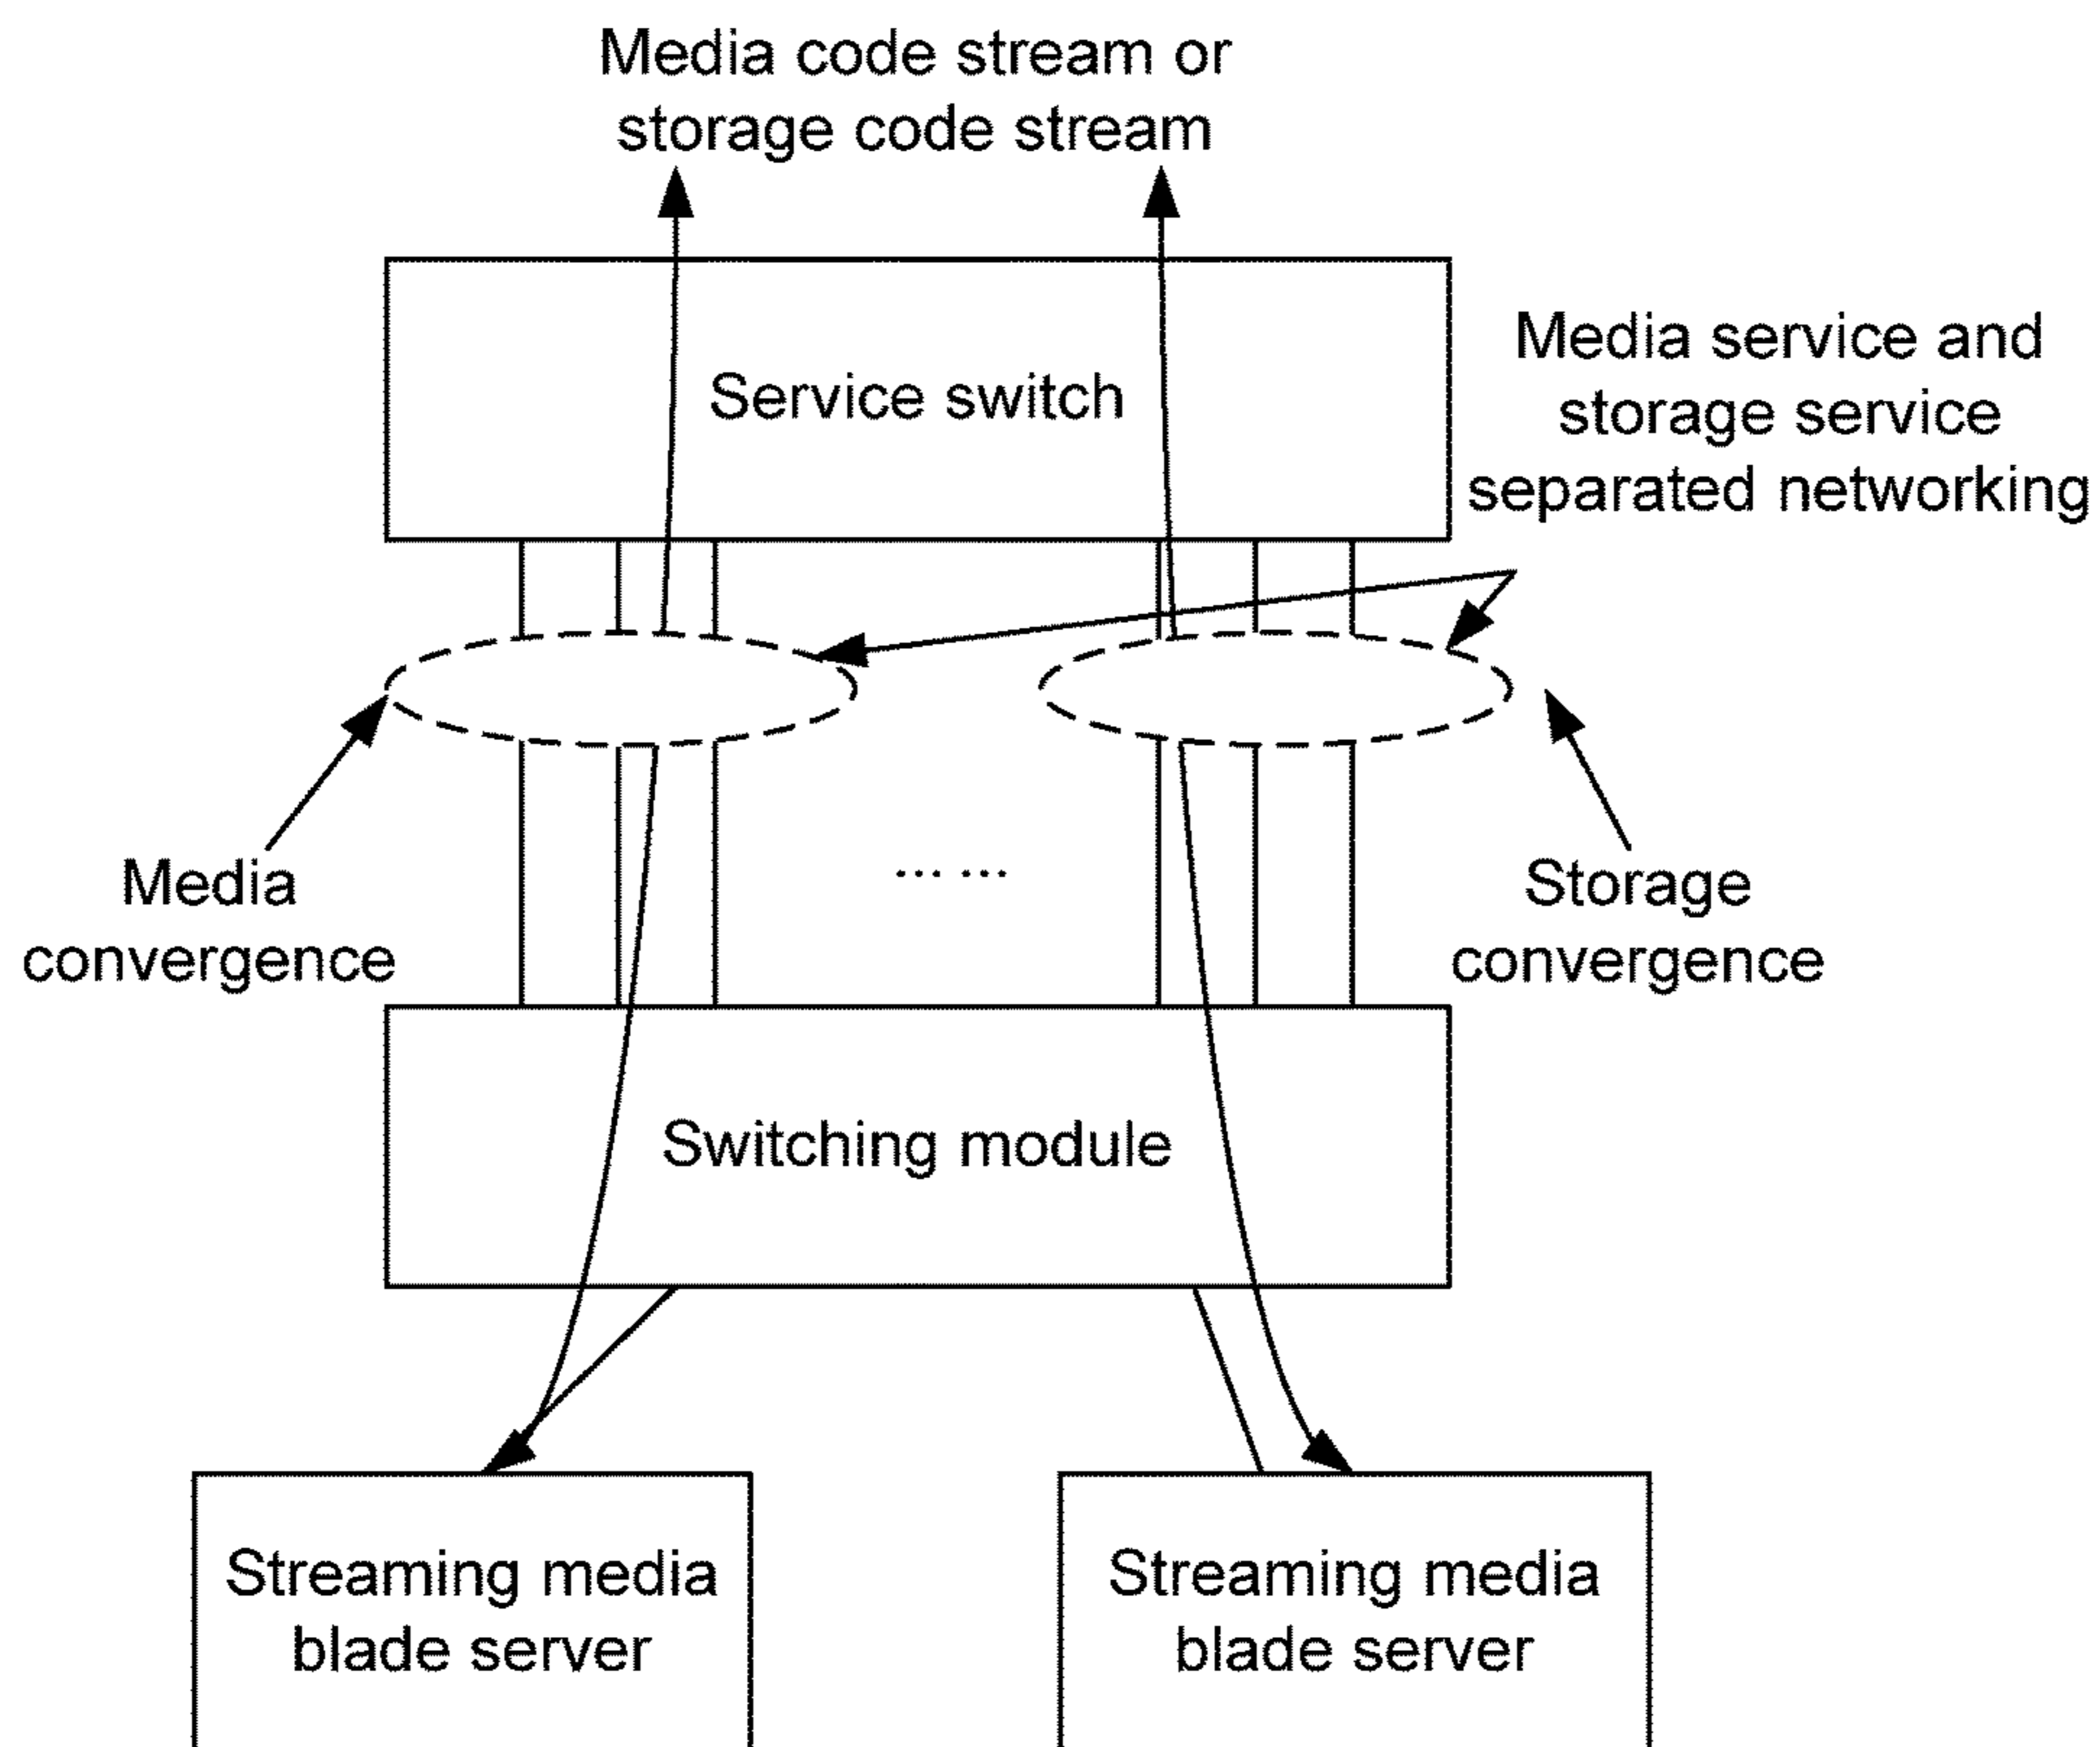 Media code stream or
storage code stream
Service switch
Media service and
storage service
separated networking
Media
convergence
... ...
Storage
convergence
Switching module
Streaming media
blade server
Streaming media
blade server